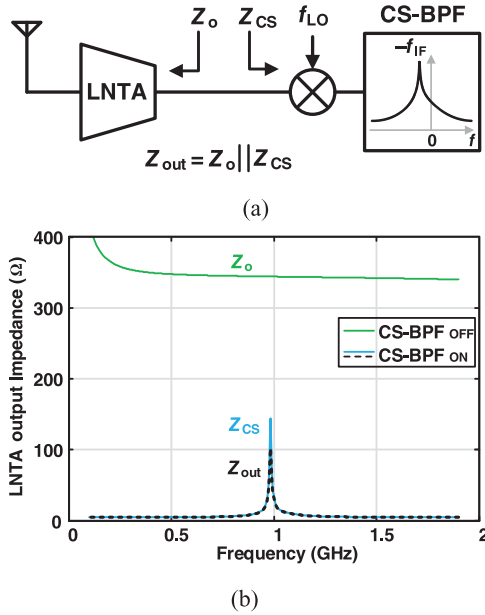 Zo ZCS fLO CS-BPF
LNTA
−fIF
0 f
Zout = Zo||ZCS
(a)
LNTA output Impedance (Ω)
400
300
200
100
0
Zo
CS-BPF OFF
CS-BPF ON
ZCS
Zout
0 0.5 1 1.5 2
Frequency (GHz)
(b)